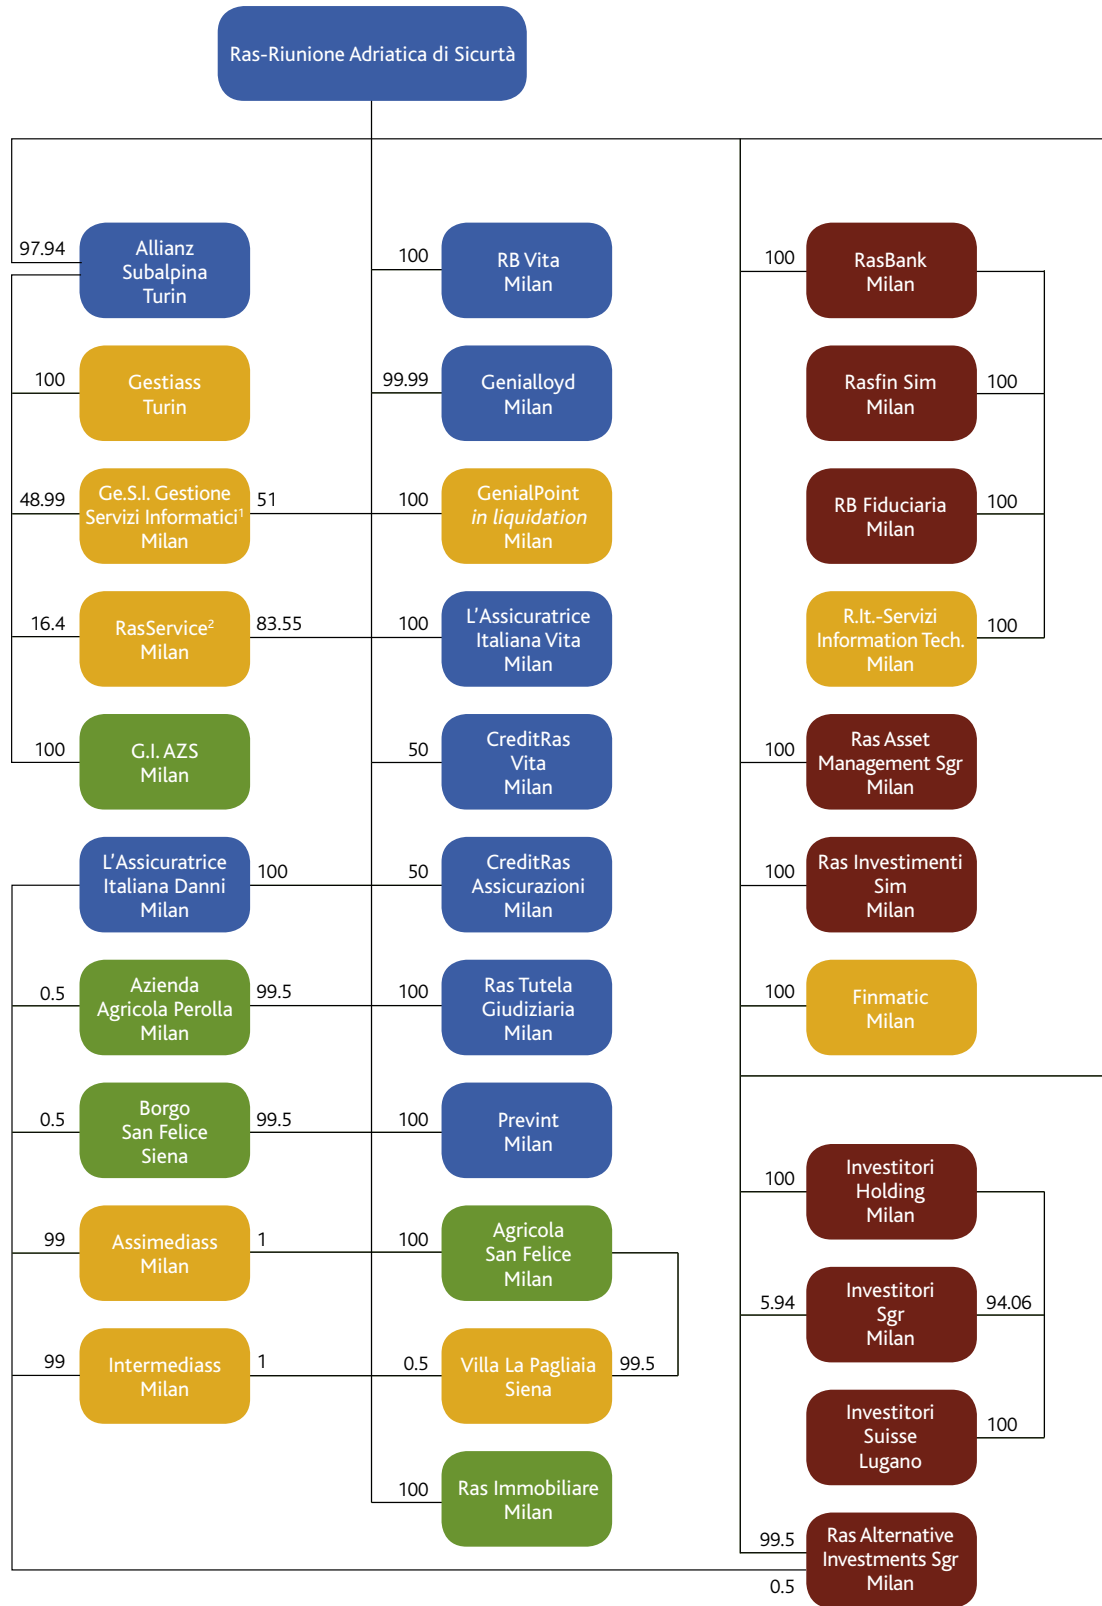 Ras-Riunione Adriatica di Sicurtà
97.94
Allianz
Subalpina
Turin
100
Gestiass
Turin
48.99
Ge.S.I. Gestione
Servizi Informatici¹
Milan
51
16.4
RasService²
Milan
83.55
100
G.I. AZS
Milan
L'Assicuratrice
Italiana Danni
Milan
100
0.5
Azienda
Agricola Perolla
Milan
99.5
0.5
Borgo
San Felice
Siena
99.5
99
Assimediass
Milan
1
99
Intermediass
Milan
1
100
RB Vita
Milan
99.99
Genialloyd
Milan
100
GenialPoint
in liquidation
Milan
100
L'Assicuratrice
Italiana Vita
Milan
50
CreditRas
Vita
Milan
50
CreditRas
Assicurazioni
Milan
100
Ras Tutela
Giudiziaria
Milan
100
Prevint
Milan
100
Agricola
San Felice
Milan
0.5
Villa La Pagliaia
Siena
99.5
100
Ras Immobiliare
Milan
100
RasBank
Milan
Rasfin Sim
Milan
100
RB Fiduciaria
Milan
100
R.It.-Servizi
Information Tech.
Milan
100
100
Ras Asset
Management Sgr
Milan
100
Ras Investimenti
Sim
Milan
100
Finmatic
Milan
100
Investitori
Holding
Milan
5.94
Investitori
Sgr
Milan
94.06
Investitori
Suisse
Lugano
100
99.5
Ras Alternative
Investments Sgr
Milan
0.5